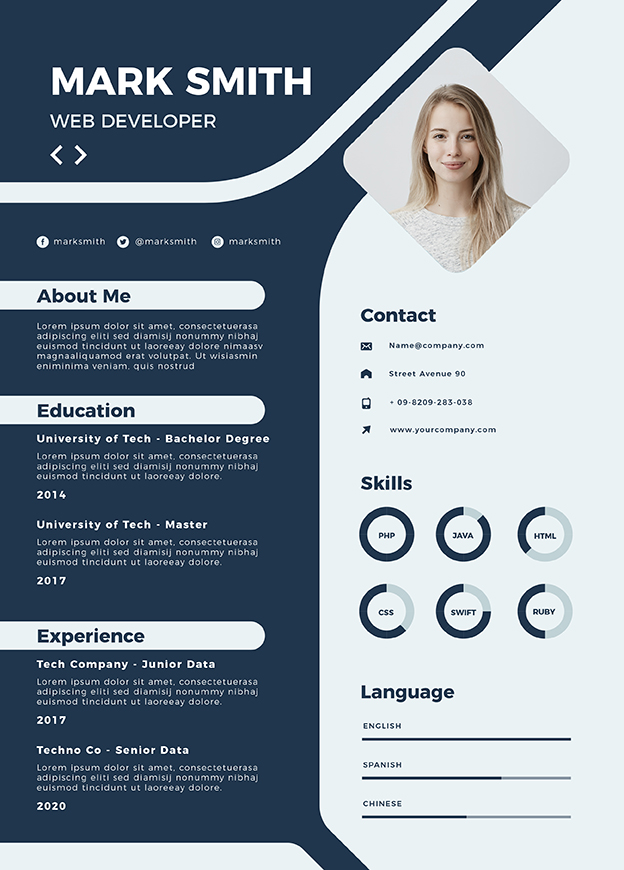 MARK SMITH
WEB DEVELOPER
marksmith @marksmith marksmith
About Me
Lorem ipsum dolor sit amet, consectetuerasa
adipiscing eliti sed diamisij nonummy nibhaj
euismodi tincidunt ut laoreeay dolore nimaasv
magnaaliquamod erat volutpat. Ut wisiasmin
eniminima veniam, quis nostrud
Education
University of Tech - Bachelor Degree
Lorem ipsum dolor sit amet, consectetuerasa
adipiscing eliti sed diamisij nonummy nibhaj
euismodi tincidunt ut laoreeay dolore.
2014
University of Tech - Master
Lorem ipsum dolor sit amet, consectetuerasa
adipiscing eliti sed diamisij nonummy nibhaj
euismodi tincidunt ut laoreeay dolore.
2017
Experience
Tech Company - Junior Data
Lorem ipsum dolor sit amet, consectetuerasa
adipiscing eliti sed diamisij nonummy nibhaj
euismodi tincidunt ut laoreeay dolore.
2017
Techno Co - Senior Data
Lorem ipsum dolor sit amet, consectetuerasa
adipiscing eliti sed diamisij nonummy nibhaj
euismodi tincidunt ut laoreeay dolore.
2020
Contact
Name@company.com
Street Avenue 90
+ 09-8209-283-038
www.yourcompany.com
Skills
PHP JAVA HTML
CSS SWIFT RUBY
Language
ENGLISH
SPANISH
CHINESE